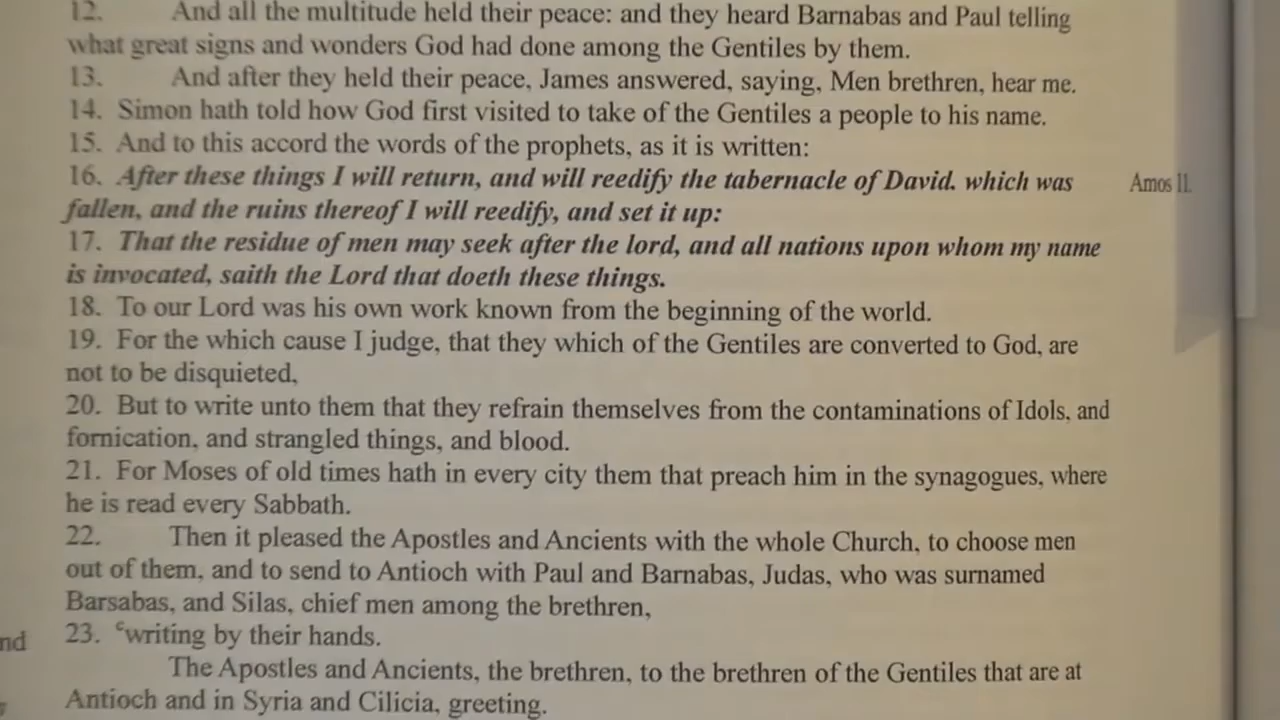 12. And all the multitude held their peace: and they heard Barnabas and Paul telling
what great signs and wonders God had done among the Gentiles by them.
13. And after they held their peace, James answered, saying, Men brethren, hear me.
14. Simon hath told how God first visited to take of the Gentiles a people to his name.
15. And to this accord the words of the prophets, as it is written:
16. After these things I will return, and will reedify the tabernacle of David. which was
Amos 11.
fallen, and the ruins thereof I will reedify, and set it up:
17. That the residue of men may seek after the lord, and all nations upon whom my name
is invocated, saith the Lord that doeth these things.
18. To our Lord was his own work known from the beginning of the world.
19. For the which cause I judge, that they which of the Gentiles are converted to God, are
not to be disquieted,
20. But to write unto them that they refrain themselves from the contaminations of Idols, and
fornication, and strangled things, and blood.
21. For Moses of old times hath in every city them that preach him in the synagogues, where
he is read every Sabbath.
22. Then it pleased the Apostles and Ancients with the whole Church, to choose men
out of them, and to send to Antioch with Paul and Barnabas, Judas, who was surnamed
Barsabas, and Silas, chief men among the brethren,
nd
23. ᶜwriting by their hands.
The Apostles and Ancients, the brethren, to the brethren of the Gentiles that are at
Antioch and in Syria and Cilicia, greeting.